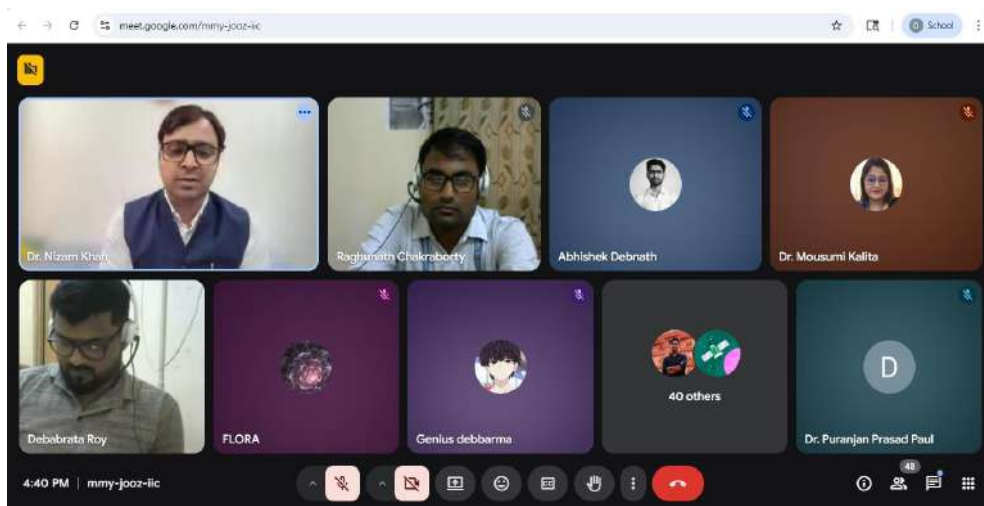 meet.google.com/mmy-jooz-iic
School
Dr. Nizam Khan
Raghunath Chakraborty
Abhishek Debnath
Dr. Mousumi Kalita
Debabrata Roy
FLORA
Genius debbarma
40 others
D
Dr. Puranjan Prasad Paul
4:40 PM | mmy-jooz-iic
48